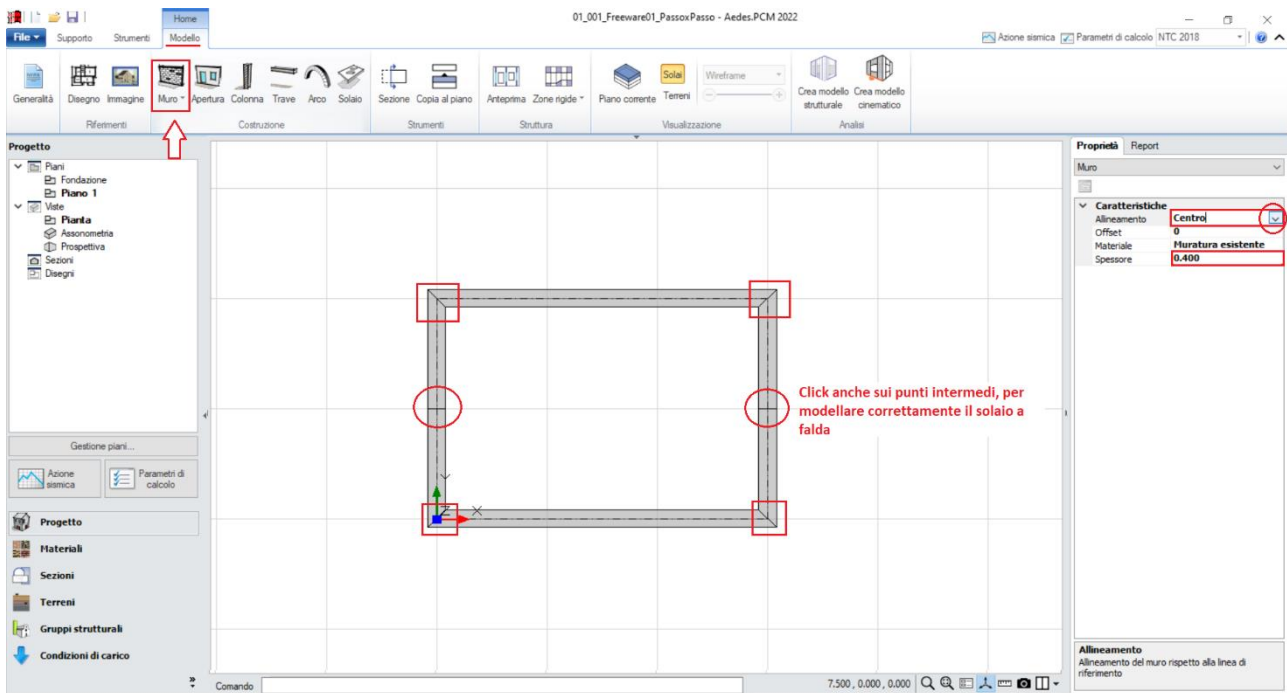 Home
01_001_Freeware01_PassoxPasso - Aedes.PCM 2022
File Supporto Strumenti Modello
Azione sismica Parametri di calcolo NTC 2018
Generalità
Disegno Immagine
Muro Apertura Colonna Trave Arco Solaio
Sezione Copia al piano
Anteprima Zone rigide
Piano corrente Solai Terreni Wireframe
Crea modello strutturale Crea modello cinematico
Riferimenti Costruzione Strumenti Struttura Visualizzazione Analisi
Progetto
Piani
Fondazione
Piano 1
Viste
Pianta
Assonometria
Prospettiva
Sezioni
Disegni
Gestione piani...
Azione sismica
Parametri di calcolo
Progetto
Materiali
Sezioni
Terreni
Gruppi strutturali
Condizioni di carico
Y
Z X
Click anche sui punti intermedi, per
modellare correttamente il solaio a
falda
Proprietà Report
Muro
Caratteristiche
Allineamento Centro
Offset 0
Materiale Muratura esistente
Spessore 0.400
Allineamento
Allineamento del muro rispetto alla linea di
riferimento
Comando
7.500 , 0.000 , 0.000